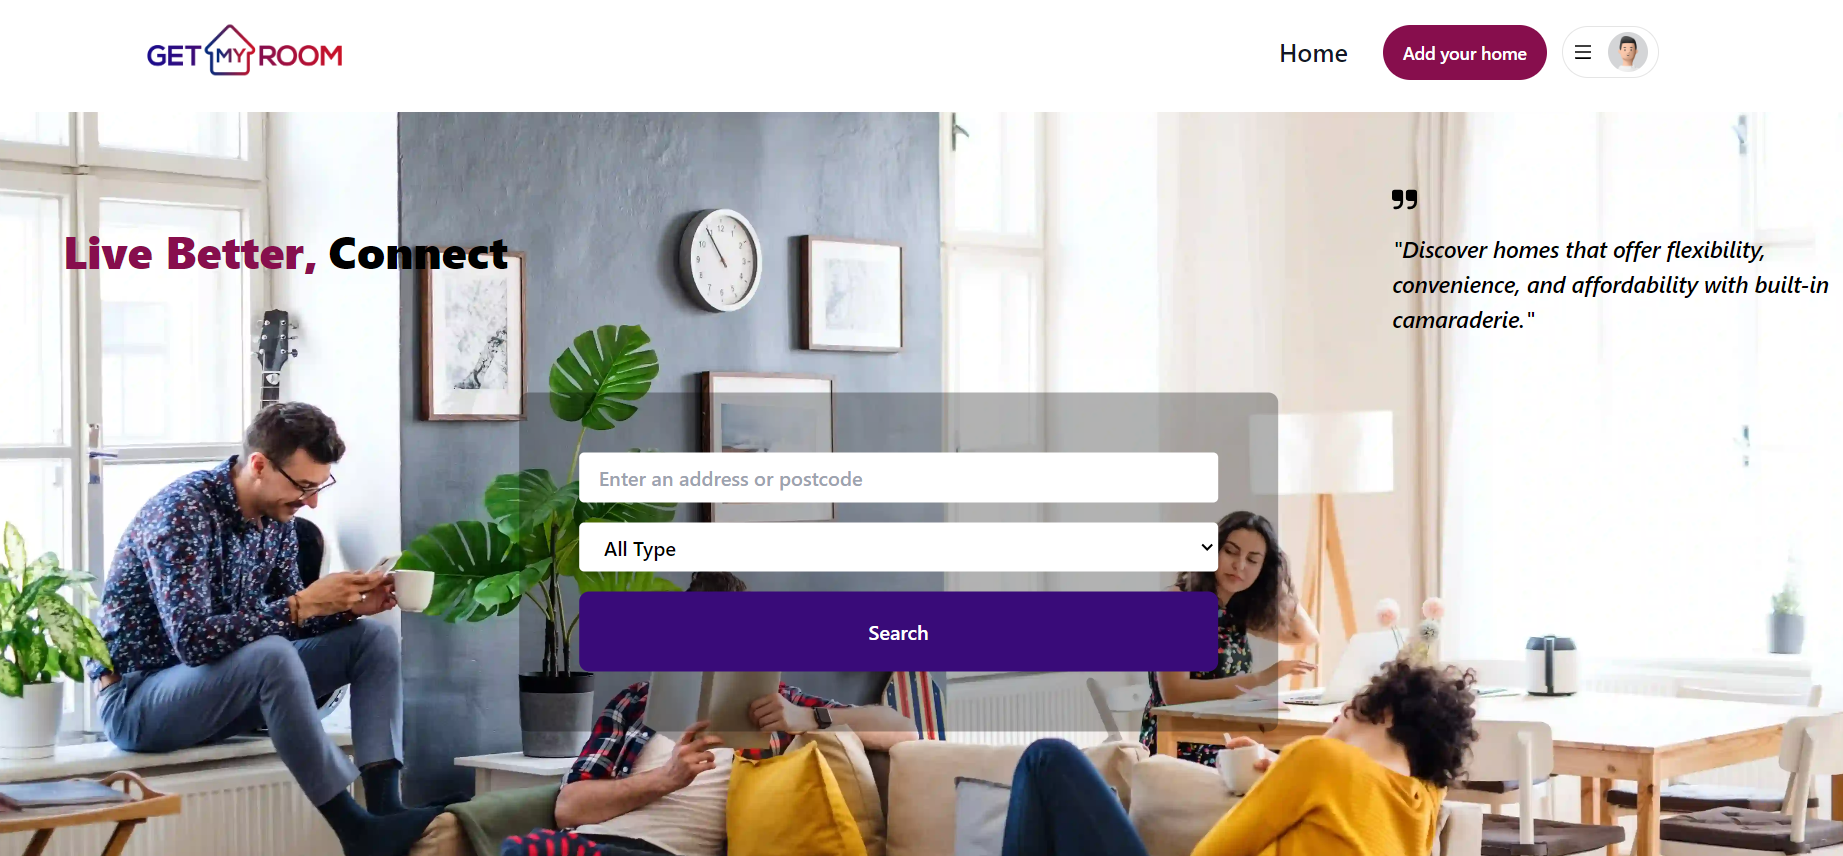 GET MY ROOM
Home
Add your home
Live Better, Connect
"Discover homes that offer flexibility,
convenience, and affordability with built-in
camaraderie."
Enter an address or postcode
All Type
Search